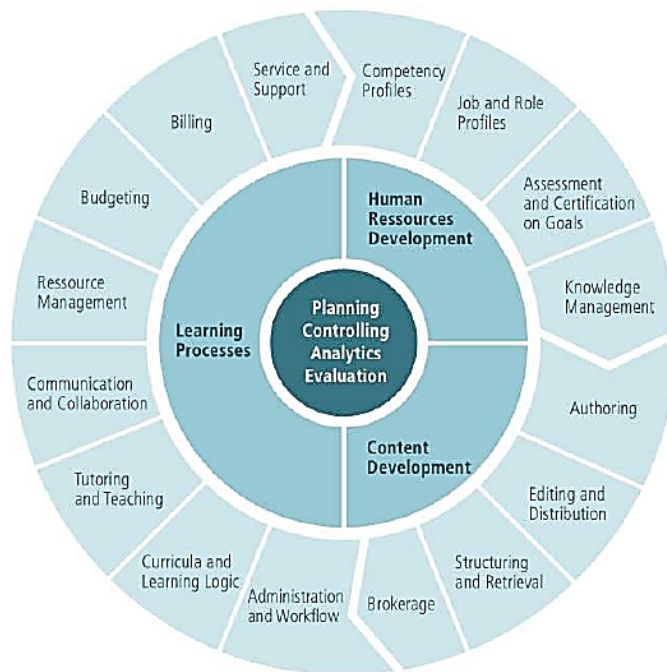 Service and
Support
Competency
Profiles
Job and Role
Profiles
Assessment
and Certification
on Goals
Knowledge
Management
Authoring
Editing and
Distribution
Structuring
and Retrieval
Brokerage
Administration
and Workflow
Curricula and
Learning Logic
Tutoring
and Teaching
Communication
and Collaboration
Ressource
Management
Budgeting
Billing
Human
Ressources
Development
Learning
Processes
Content
Development
Planning
Controlling
Analytics
Evaluation